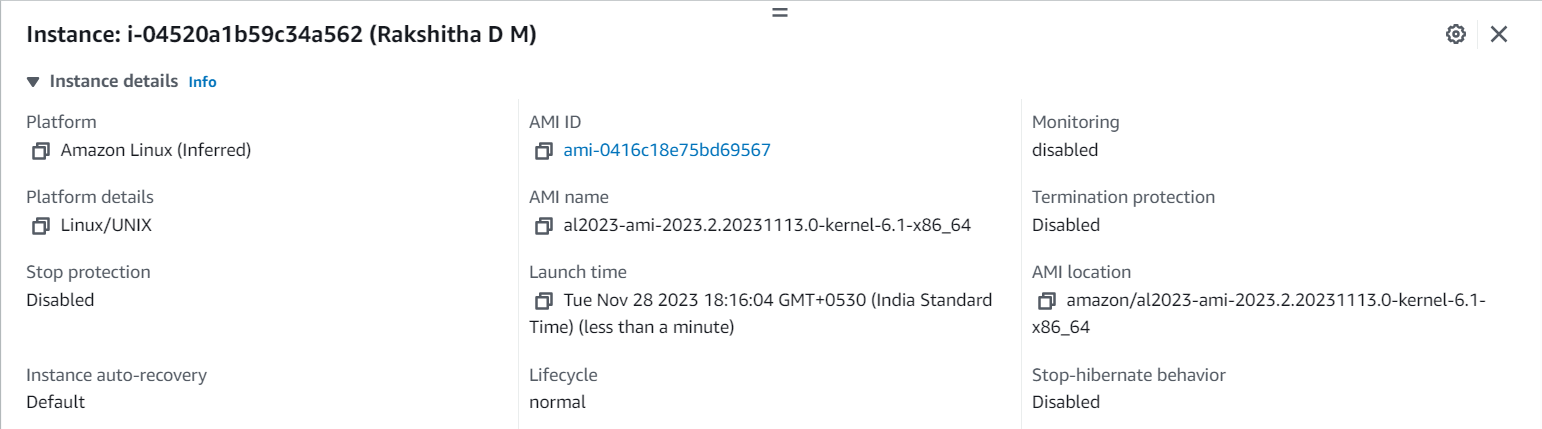 Instance: i-04520a1b59c34a562 (Rakshitha D M)
Instance details Info
Platform
Amazon Linux (Inferred)
AMI ID
ami-0416c18e75bd69567
Monitoring
disabled
Platform details
Linux/UNIX
AMI name
al2023-ami-2023.2.20231113.0-kernel-6.1-x86_64
Termination protection
Disabled
Stop protection
Disabled
Launch time
Tue Nov 28 2023 18:16:04 GMT+0530 (India Standard
Time) (less than a minute)
AMI location
amazon/al2023-ami-2023.2.20231113.0-kernel-6.1-
x86_64
Instance auto-recovery
Default
Lifecycle
normal
Stop-hibernate behavior
Disabled